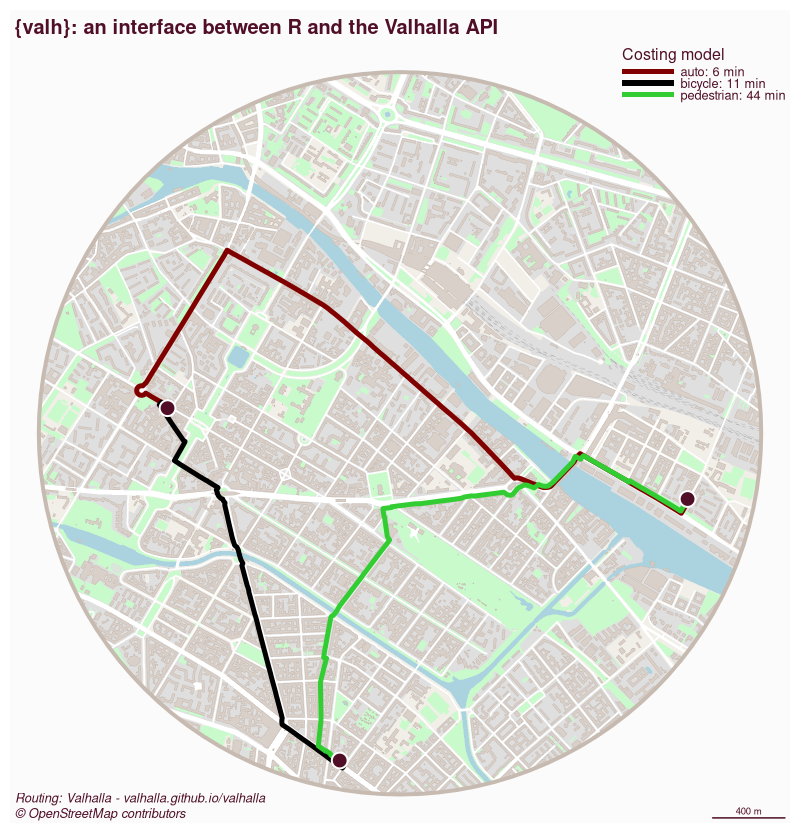 {valh}: an interface between R and the Valhalla API
Costing model
auto: 6 min
bicycle: 11 min
pedestrian: 44 min
Routing: Valhalla - valhalla.github.io/valhalla
© OpenStreetMap contributors
400 m